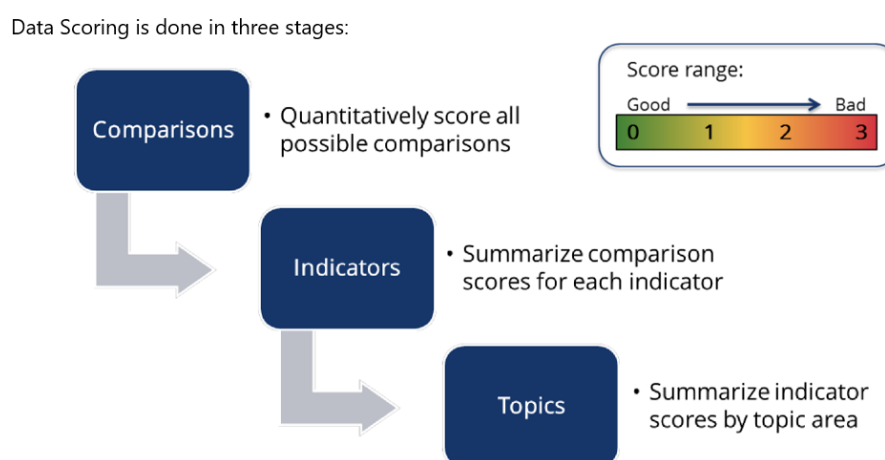 Data Scoring is done in three stages:
Score range:
Good Bad
0 1 2 3
Comparisons
• Quantitatively score all
possible comparisons
Indicators
• Summarize comparison
scores for each indicator
Topics
• Summarize indicator
scores by topic area